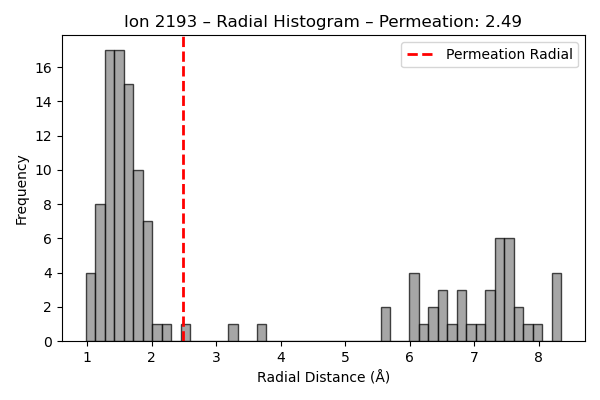 Ion 2193 – Radial Histogram – Permeation: 2.49
Permeation Radial
Frequency
16
14
12
10
8
6
4
2
0
1 2 3 4 5 6 7 8
Radial Distance (Å)